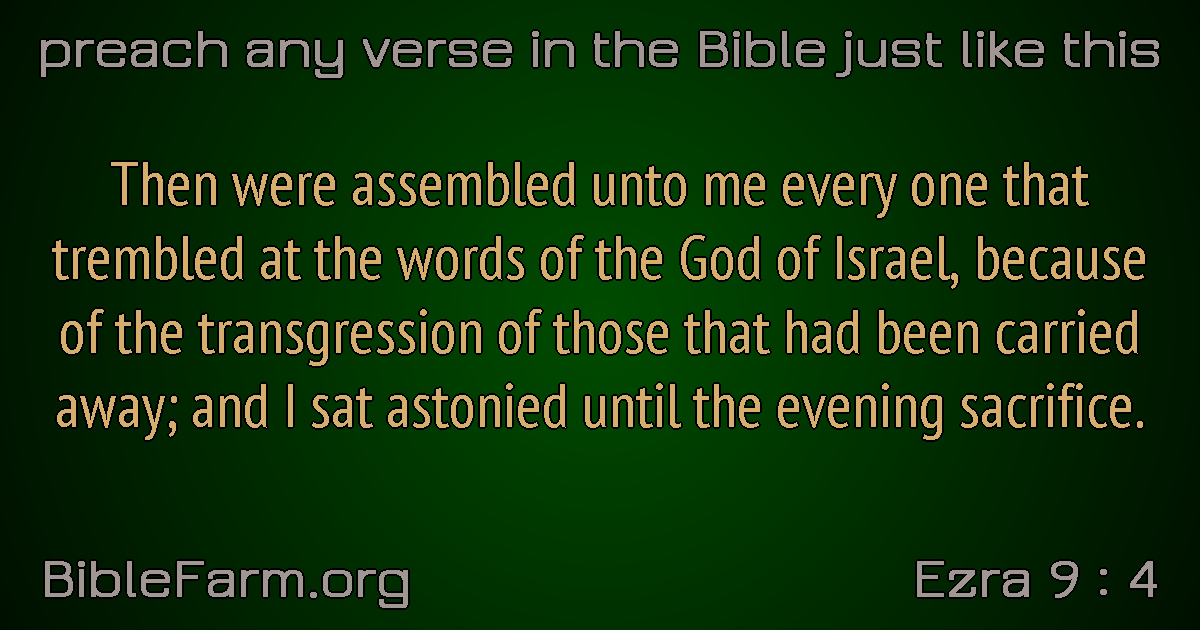 preach any verse in the Bible just like this
Then were assembled unto me every one that
trembled at the words of the God of Israel, because
of the transgression of those that had been carried
away; and I sat astonied until the evening sacrifice.
BibleFarm.org
Ezra 9 : 4